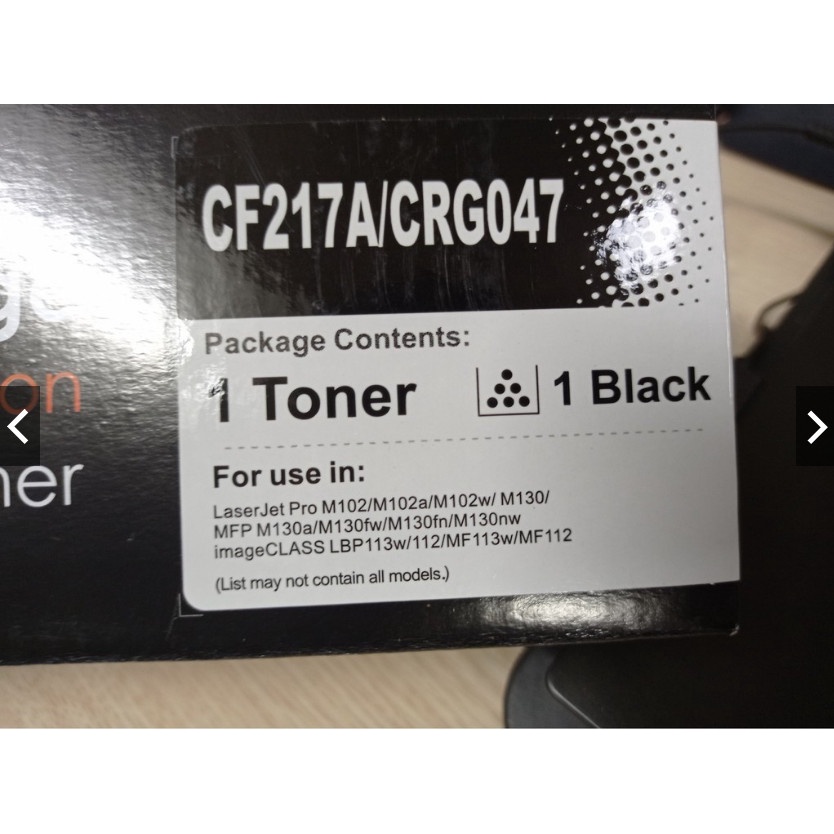 CF217A/CRG047
Package Contents:
1 Toner
1 Black
For use in:
LaserJet Pro M102/M102a/M102w/ M130/
MFP M130a/M130fw/M130fn/M130nw
imageCLASS LBP113w/112/MF113w/MF112
(List may not contain all models.)